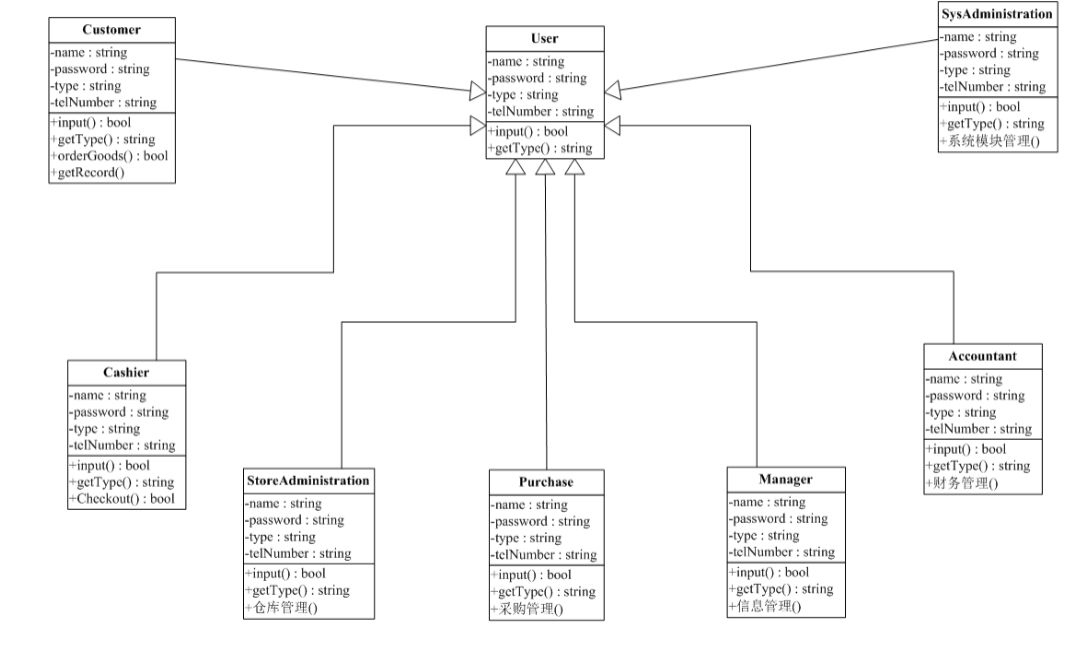 Customer
-name : string
-password : string
-type : string
-telNumber : string
+input() : bool
+getType() : string
+orderGoods() : bool
+getRecord()
User
-name : string
-password : string
-type : string
-telNumber : string
+input() : bool
+getType() : string
SysAdministration
-name : string
-password : string
-type : string
-telNumber : string
+input() : bool
+getType() : string
+系统模块管理()
Cashier
-name : string
-password : string
-type : string
-telNumber : string
+input() : bool
+getType() : string
+Checkout() : bool
StoreAdministration
-name : string
-password : string
-type : string
-telNumber : string
+input() : bool
+getType() : string
+仓库管理()
Purchase
-name : string
-password : string
-type : string
-telNumber : string
+input() : bool
+getType() : string
+采购管理()
Manager
-name : string
-password : string
-type : string
-telNumber : string
+input() : bool
+getType() : string
+信息管理()
Accountant
-name : string
-password : string
-type : string
-telNumber : string
+input() : bool
+getType() : string
+财务管理()